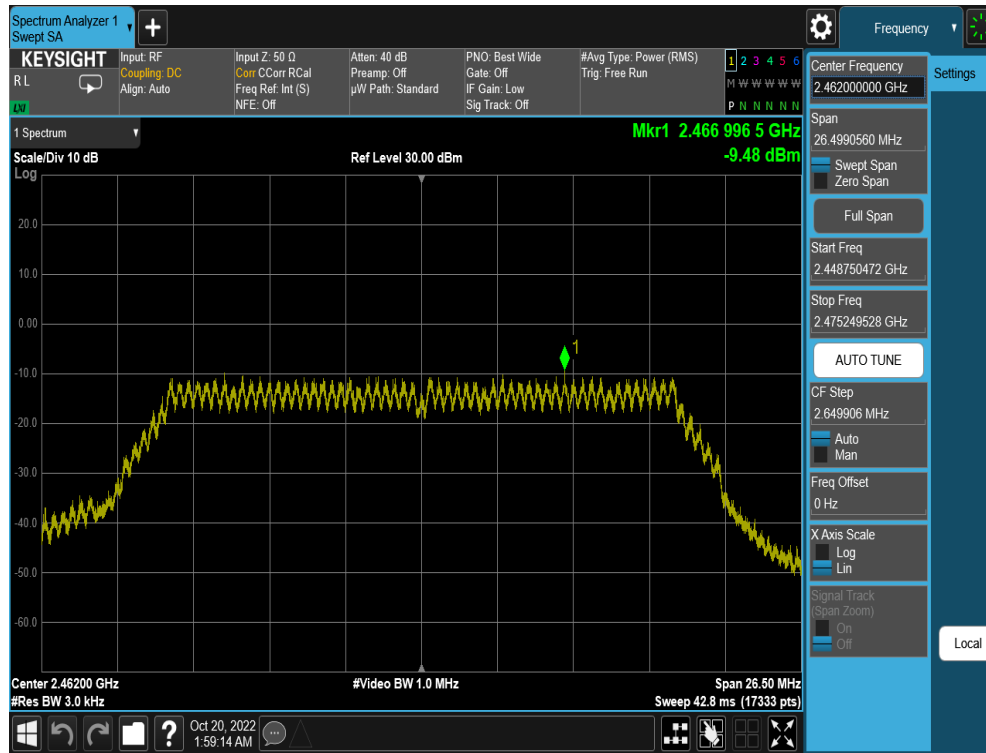 Spectrum Analyzer 1
Swept SA
Frequency
KEYSIGHT
R L
LXI
Input: RF
Coupling: DC
Align: Auto
Input Z: 50 Ω
Corr CCorr RCal
Freq Ref: Int (S)
NFE: Off
Atten: 40 dB
Preamp: Off
µW Path: Standard
PNO: Best Wide
Gate: Off
IF Gain: Low
Sig Track: Off
#Avg Type: Power (RMS)
Trig: Free Run
1 2 3 4 5 6
M W W W W W
P N N N N N
1 Spectrum
Mkr1 2.466 996 5 GHz
Scale/Div 10 dB
Ref Level 30.00 dBm
-9.48 dBm
Log
20.0
10.0
0.00
1
-10.0
-20.0
-30.0
-40.0
-50.0
-60.0
Center 2.46200 GHz
#Video BW 1.0 MHz
Span 26.50 MHz
#Res BW 3.0 kHz
Sweep 42.8 ms (17333 pts)
?
Oct 20, 2022
1:59:14 AM
Center Frequency
2.462000000 GHz
Settings
Span
26.4990560 MHz
Swept Span
Zero Span
Full Span
Start Freq
2.448750472 GHz
Stop Freq
2.475249528 GHz
AUTO TUNE
CF Step
2.649906 MHz
Auto
Man
Freq Offset
0 Hz
X Axis Scale
Log
Lin
Signal Track
(Span Zoom)
On
Off
Local